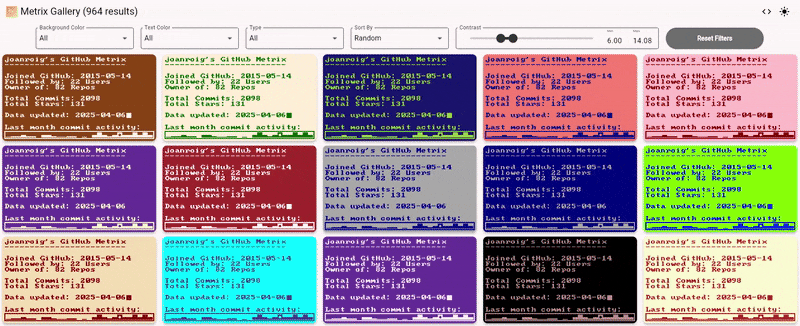 Metrix Gallery (964 results)
Background Color
All
Text Color
All
Type
All
Sort By
Random
Contrast
6.00
14.08
Reset Filters
joanroig's GitHub Metrix
Joined GitHub: 2015-05-14
Followed by: 22 Users
Owner of: 82 Repos
Total Commits: 2098
Total Stars: 131
Data updated: 2025-04-06
Last month commit activity:
joanroig's GitHub Metrix
Joined GitHub: 2015-05-14
Followed by: 22 Users
Owner of: 82 Repos
Total Commits: 2098
Total Stars: 131
Data updated: 2025-04-06
Last month commit activity:
joanroig's GitHub Metrix
Joined GitHub: 2015-05-14
Followed by: 22 Users
Owner of: 82 Repos
Total Commits: 2098
Total Stars: 131
Data updated: 2025-04-06
Last month commit activity:
joanroig's GitHub Metrix
Joined GitHub: 2015-05-14
Followed by: 22 Users
Owner of: 82 Repos
Total Commits: 2098
Total Stars: 131
Data updated: 2025-04-06
Last month commit activity:
joanroig's GitHub Metrix
Joined GitHub: 2015-05-14
Followed by: 22 Users
Owner of: 82 Repos
Total Commits: 2098
Total Stars: 131
Data updated: 2025-04-06
Last month commit activity:
joanroig's GitHub Metrix
Joined GitHub: 2015-05-14
Followed by: 22 Users
Owner of: 82 Repos
Total Commits: 2098
Total Stars: 131
Data updated: 2025-04-06
Last month commit activity:
joanroig's GitHub Metrix
Joined GitHub: 2015-05-14
Followed by: 22 Users
Owner of: 82 Repos
Total Commits: 2098
Total Stars: 131
Data updated: 2025-04-06
Last month commit activity:
joanroig's GitHub Metrix
Joined GitHub: 2015-05-14
Followed by: 22 Users
Owner of: 82 Repos
Total Commits: 2098
Total Stars: 131
Data updated: 2025-04-06
Last month commit activity:
joanroig's GitHub Metrix
Joined GitHub: 2015-05-14
Followed by: 22 Users
Owner of: 82 Repos
Total Commits: 2098
Total Stars: 131
Data updated: 2025-04-06
Last month commit activity:
joanroig's GitHub Metrix
Joined GitHub: 2015-05-14
Followed by: 22 Users
Owner of: 82 Repos
Total Commits: 2098
Total Stars: 131
Data updated: 2025-04-06
Last month commit activity:
joanroig's GitHub Metrix
Joined GitHub: 2015-05-14
Followed by: 22 Users
Owner of: 82 Repos
Total Commits: 2098
Total Stars: 131
Data updated: 2025-04-06
Last month commit activity:
joanroig's GitHub Metrix
Joined GitHub: 2015-05-14
Followed by: 22 Users
Owner of: 82 Repos
Total Commits: 2098
Total Stars: 131
Data updated: 2025-04-06
Last month commit activity:
joanroig's GitHub Metrix
Joined GitHub: 2015-05-14
Followed by: 22 Users
Owner of: 82 Repos
Total Commits: 2098
Total Stars: 131
Data updated: 2025-04-06
Last month commit activity:
joanroig's GitHub Metrix
Joined GitHub: 2015-05-14
Followed by: 22 Users
Owner of: 82 Repos
Total Commits: 2098
Total Stars: 131
Data updated: 2025-04-06
Last month commit activity:
joanroig's GitHub Metrix
Joined GitHub: 2015-05-14
Followed by: 22 Users
Owner of: 82 Repos
Total Commits: 2098
Total Stars: 131
Data updated: 2025-04-06
Last month commit activity: